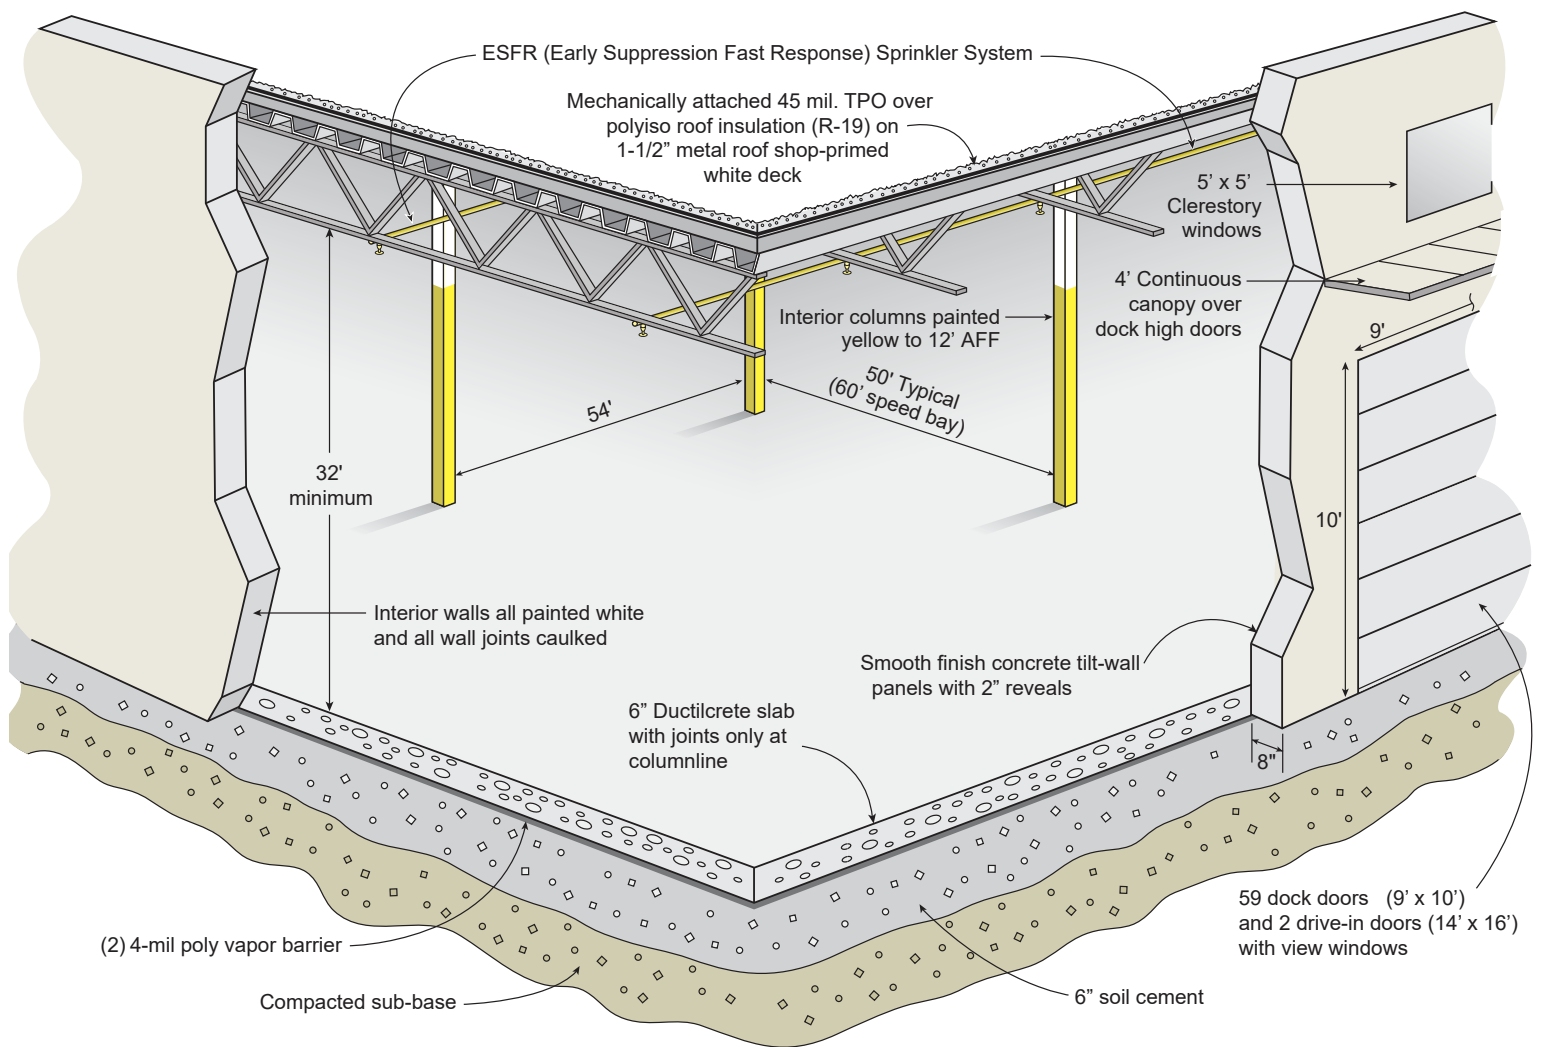 ESFR (Early Suppression Fast Response) Sprinkler System
Mechanically attached 45 mil. TPO over
polyiso roof insulation (R-19) on
1-1/2” metal roof shop-primed
white deck
5’ x 5’
Clerestory
windows
4’ Continuous
canopy over
dock high doors
Interior columns painted
yellow to 12’ AFF
9'
54'
50' Typical
(60’ speed bay)
32'
minimum
10'
Interior walls all painted white
and all wall joints caulked
Smooth finish concrete tilt-wall
panels with 2” reveals
6” Ductilcrete slab
with joints only at
columnline
8"
59 dock doors (9’ x 10’)
and 2 drive-in doors (14’ x 16’)
with view windows
(2) 4-mil poly vapor barrier
Compacted sub-base
6” soil cement